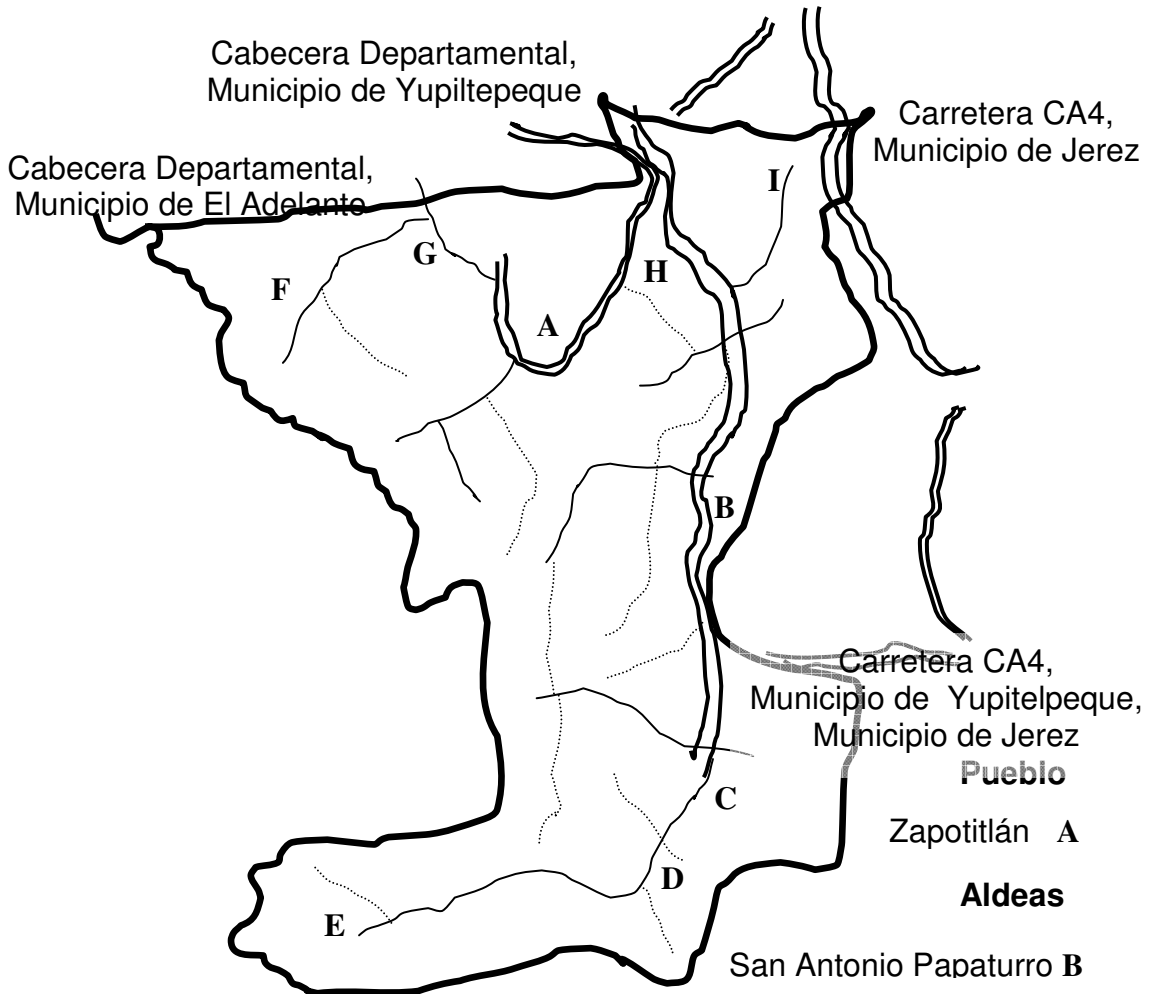 Cabecera Departamental,
Municipio de Yupiltepeque
Carretera CA4,
Municipio de Jerez
Cabecera Departamental,
Municipio de El Adelanto
I
G
H
F
A
B
Carretera CA4,
Municipio de Yupitelpeque,
Municipio de Jerez
Pueblo
C
Zapotitlán A
D
Aldeas
E
San Antonio Papaturro B